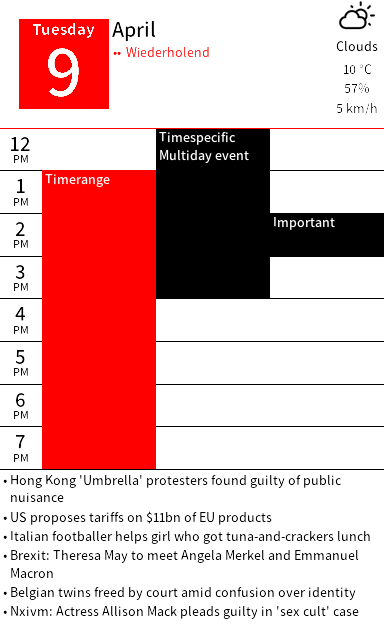 Tuesday
9
April
•• Wiederholend
Clouds
10 °C
57%
5 km/h
12
PM
Timespecific
Multiday event
1
PM
Timerange
2
PM
Important
3
PM
4
PM
5
PM
6
PM
7
PM
• Hong Kong 'Umbrella' protesters found guilty of public
nuisance
• US proposes tariffs on $11bn of EU products
• Italian footballer helps girl who got tuna-and-crackers lunch
• Brexit: Theresa May to meet Angela Merkel and Emmanuel
Macron
• Belgian twins freed by court amid confusion over identity
• Nxivm: Actress Allison Mack pleads guilty in 'sex cult' case